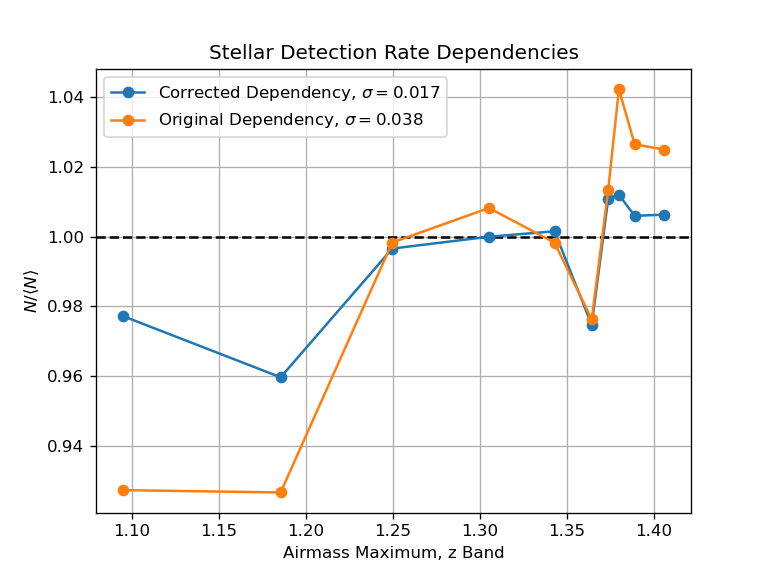 Stellar Detection Rate Dependencies
Corrected Dependency, σ = 0.017
Original Dependency, σ = 0.038
1.04
1.02
1.00
0.98
0.96
0.94
N/⟨N⟩
1.10 1.15 1.20 1.25 1.30 1.35 1.40
Airmass Maximum, z Band